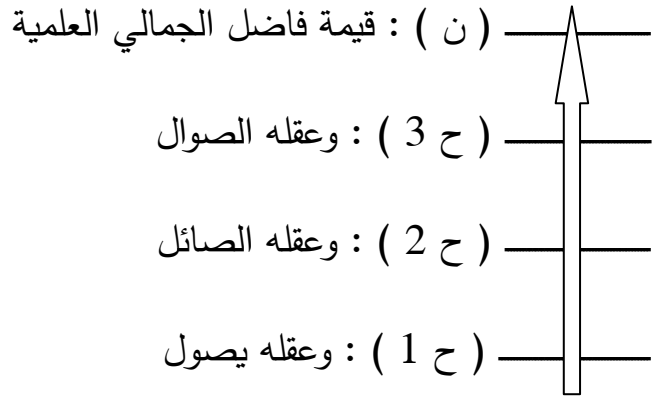 ( ن ) : قيمة فاضل الجمالي العلمية
( ح 3 ) : وعقله الصوال
( ح 2 ) : وعقله الصائل
( ح 1 ) : وعقله يصول